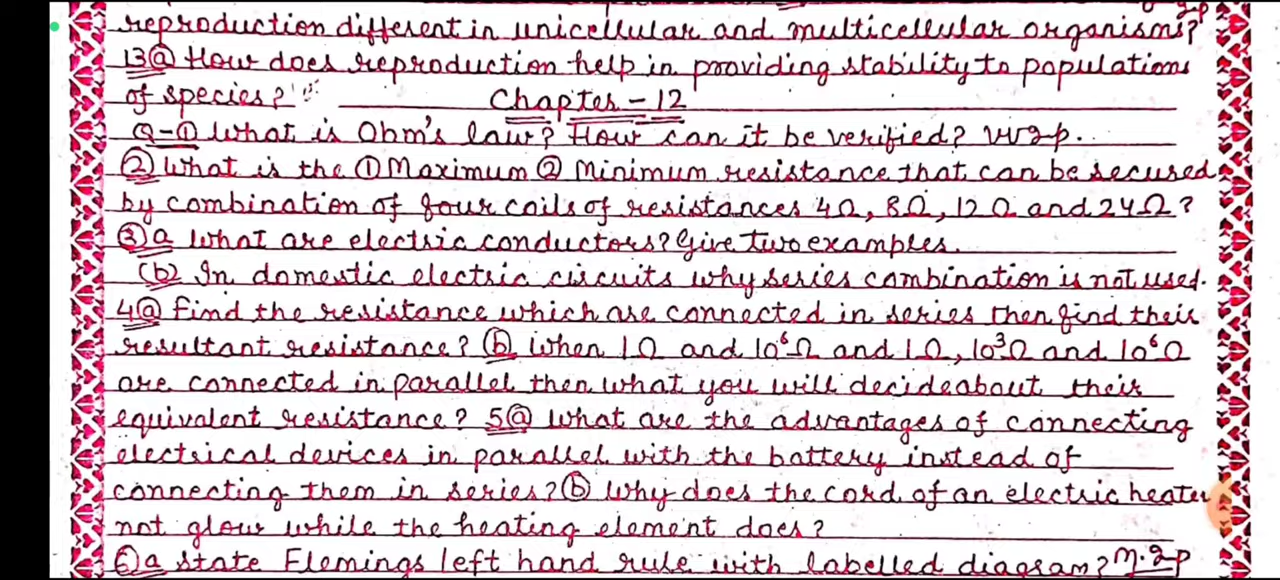 reproduction different in unicellular and multicellular organisms?
13ⓐ How does reproduction help in providing stability to populations
of species?
Chapter - 12
Q-① What is Ohm's law? How can it be verified? VVIp.
② What is the ① Maximum ② Minimum resistance that can be secured
by combination of four coils of resistances 4Ω, 8Ω, 12Ω and 24Ω?
③a What are electric conductors? Give two examples.
(b) In domestic electric circuits why series combination is not used.
4ⓐ Find the resistance which are connected in series then find their
resultant resistance? ⓑ when 1Ω and 10⁶Ω and 1Ω, 10³Ω and 10⁶Ω
are connected in parallel then what you will decide about their
equivalent resistance? 5ⓐ What are the advantages of connecting
electrical devices in parallel with the battery instead of
connecting them in series? ⓑ Why does the cord of an electric heater
not glow while the heating element does?
⑥a State Flemings left hand rule with labelled diagram?